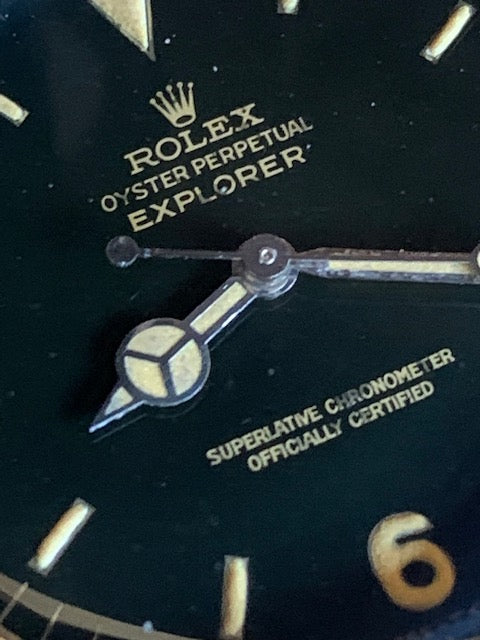 ROLEX
OYSTER PERPETUAL
EXPLORER
SUPERLATIVE CHRONOMETER
OFFICIALLY CERTIFIED
6